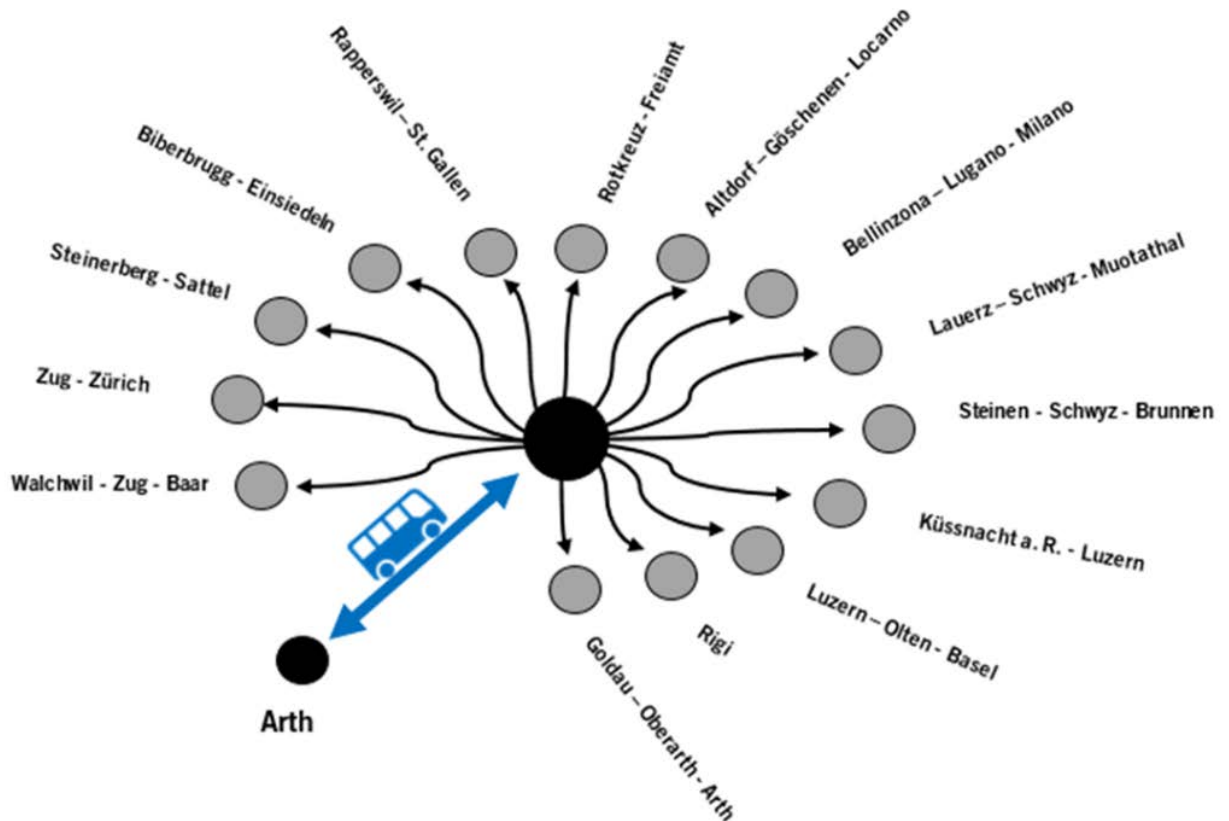 Rapperswil – St. Gallen
Rotkreuz - Freiamt
Altdorf – Göschenen - Locarno
Biberbrugg - Einsiedeln
Bellinzona – Lugano - Milano
Steinerberg - Sattel
Lauerz – Schwyz - Muotathal
Zug - Zürich
Steinen - Schwyz - Brunnen
Walchwil - Zug - Baar
Küssnacht a. R. - Luzern
Luzern – Olten - Basel
Rigi
Goldau – Oberarth - Arth
Arth